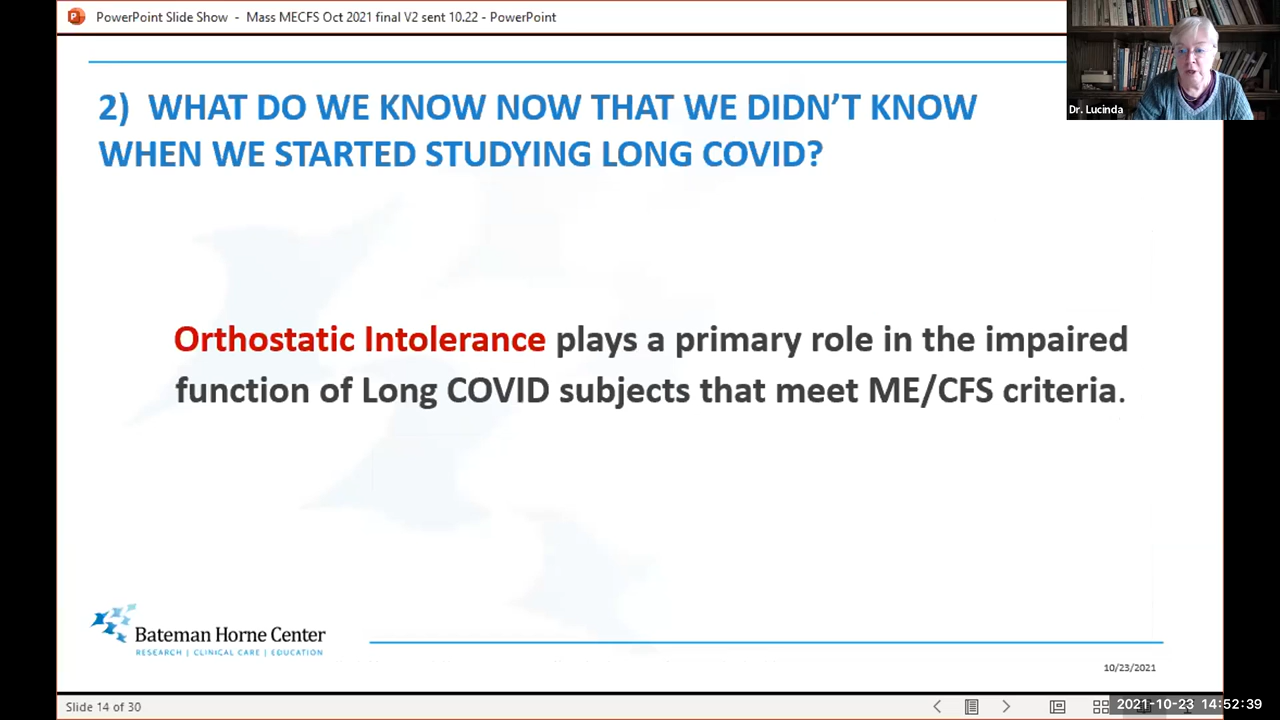 PowerPoint Slide Show - Mass MECFS Oct 2021 final V2 sent 10.22 - PowerPoint
Dr. Lucinda
2) WHAT DO WE KNOW NOW THAT WE DIDN'T KNOW
WHEN WE STARTED STUDYING LONG COVID?
Orthostatic Intolerance plays a primary role in the impaired
function of Long COVID subjects that meet ME/CFS criteria.
Bateman Horne Center
RESEARCH | CLINICAL CARE | EDUCATION
10/23/2021
Slide 14 of 30
2021-10-23 14:52:39